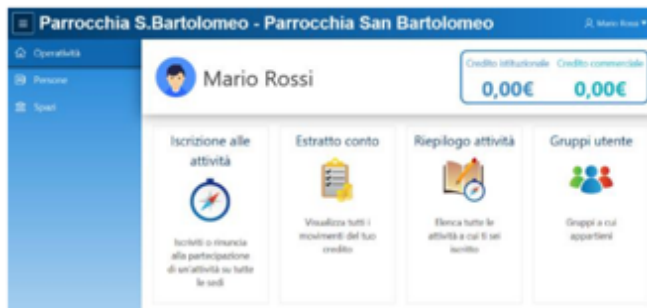 Parrocchia S.Bartolomeo - Parrocchia San Bartolomeo
Mario Rossi
Operatività
Persone
Spazi
Mario Rossi
Credito istituzionale Credito commerciale
0,00€ 0,00€
Iscrizione alle
attività
Iscriviti o rinuncia
alla partecipazione
di un'attività su tutte
le sedi
Estratto conto
Visualizza tutti i
movimenti del tuo
credito
Riepilogo attività
Elenca tutte le
attività a cui ti sei
iscritto
Gruppi utente
Gruppi a cui
appartieni